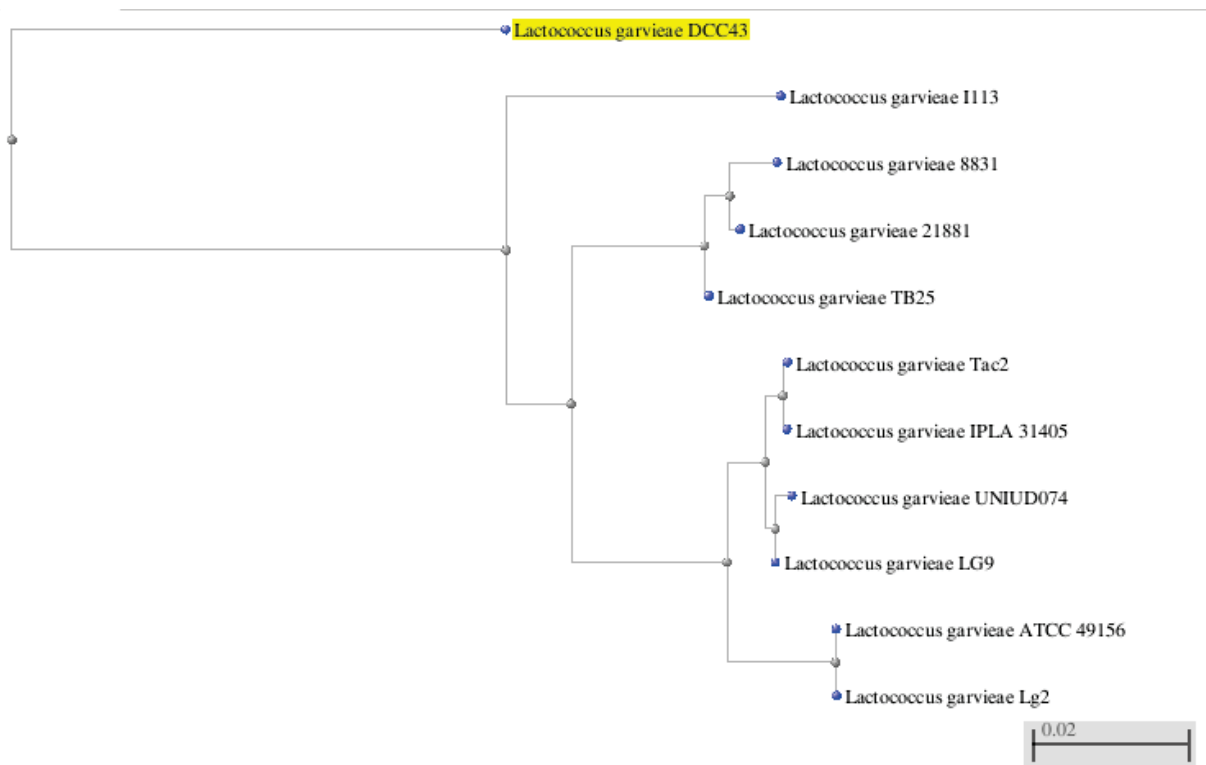 Lactococcus garvieae DCC43
Lactococcus garvieae I113
Lactococcus garvieae 8831
Lactococcus garvieae 21881
Lactococcus garvieae TB25
Lactococcus garvieae Tac2
Lactococcus garvieae IPLA 31405
Lactococcus garvieae UNIUD074
Lactococcus garvieae LG9
Lactococcus garvieae ATCC 49156
Lactococcus garvieae Lg2
0.02